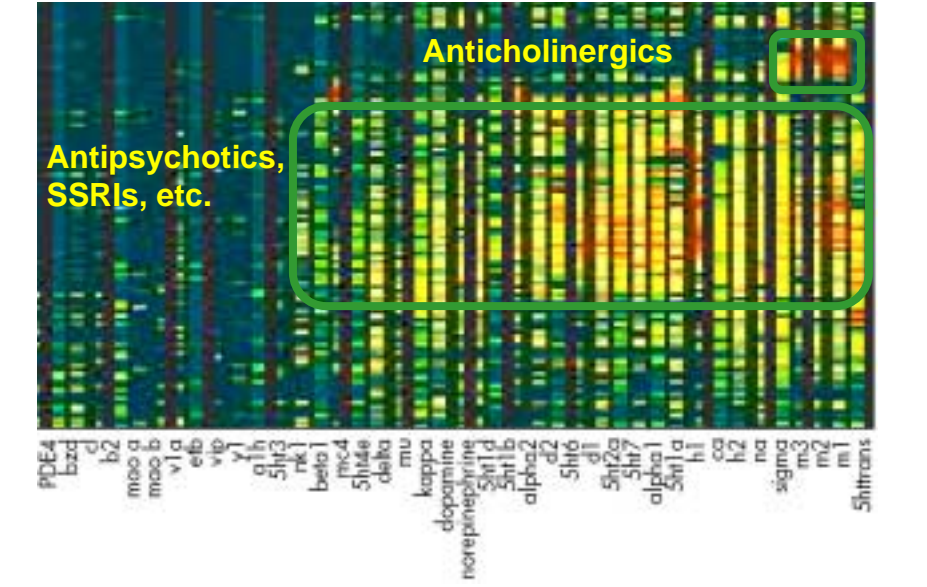 Anticholinergics
Antipsychotics,
SSRIs, etc.
PDE4
bzd
cl
b2
mao a
mao b
v1a
etb
vip
y1
a1h
5ht3
nk1
beta1
mc4
5ht4e
delta
mu
kappa
dopamine
norepinephrine
5ht1d
5ht1b
alpha2
d2
5ht6
d1
5ht2a
5ht7
alpha1
5ht1a
h1
ca
h2
na
sigma
m3
m2
m1
5httrans